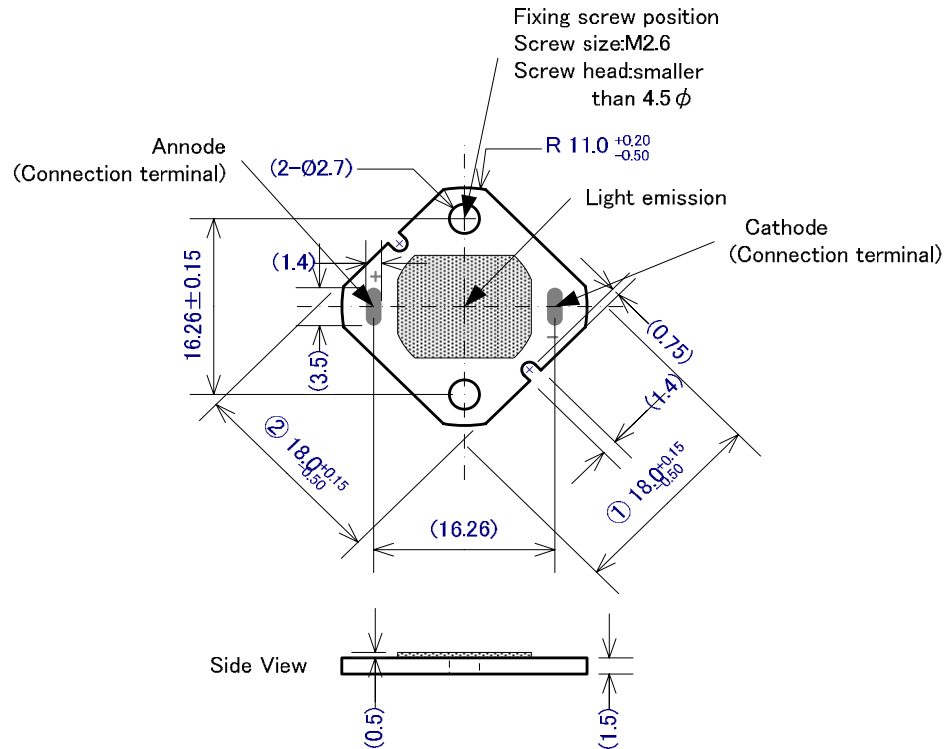 Fixing screw position
Screw size:M2.6
Screw head:smaller
than 4.5 ϕ
Annode
(Connection terminal)
(2-Ø2.7)
R 11.0 +0.20 -0.50
Light emission
Cathode
(Connection terminal)
16.26±0.15
(1.4)
+
(3.5)
−
(0.75)
(1.4)
② 18.0 +0.15 -0.50
① 18.0 +0.15 -0.50
(16.26)
Side View
(0.5)
(1.5)